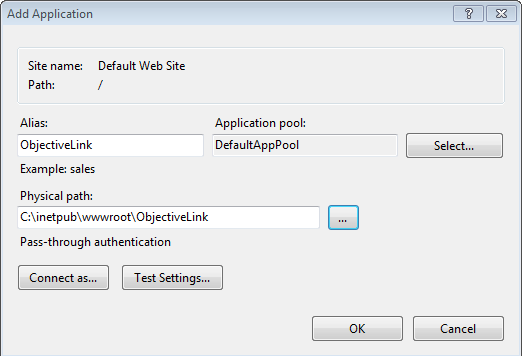 Add Application
Site name: Default Web Site
Path: /
Alias: Application pool:
ObjectiveLink DefaultAppPool Select...
Example: sales
Physical path:
C:\inetpub\wwwroot\ObjectiveLink ...
Pass-through authentication
Connect as... Test Settings...
OK Cancel